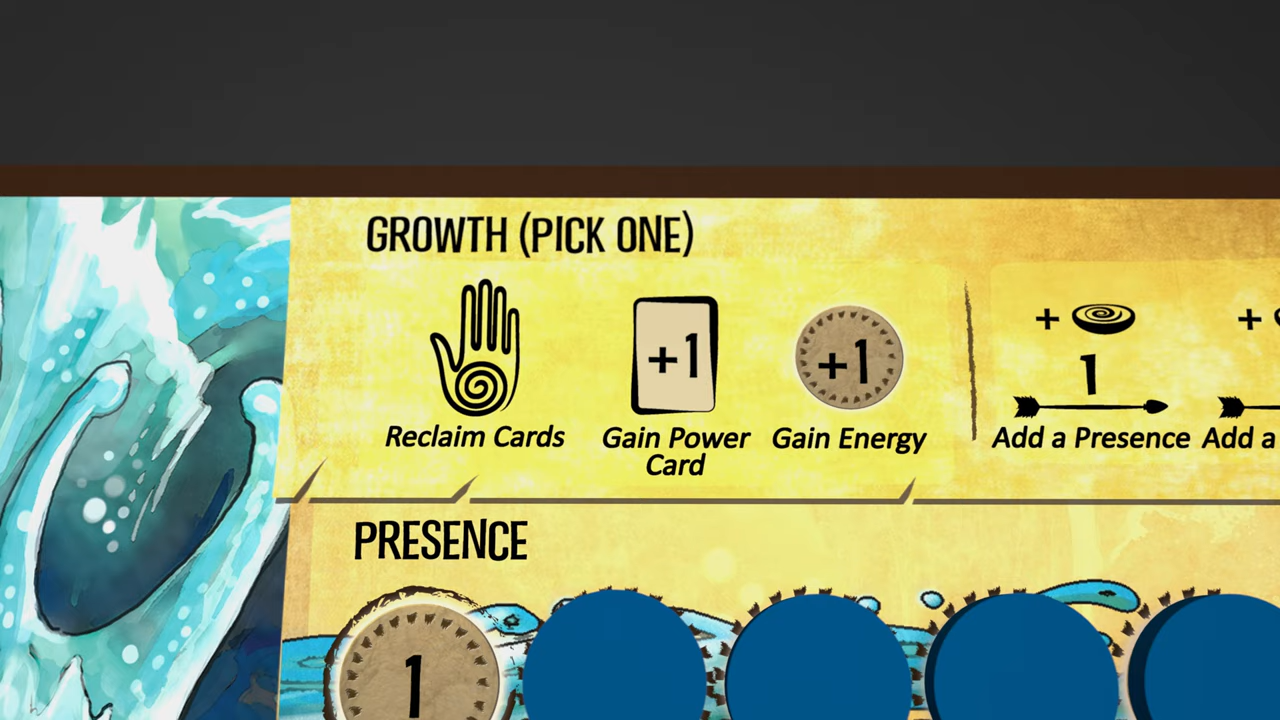 GROWTH (PICK ONE)
+1
+1
+
1
+
Reclaim Cards
Gain Power
Card
Gain Energy
Add a Presence
Add a
PRESENCE
1